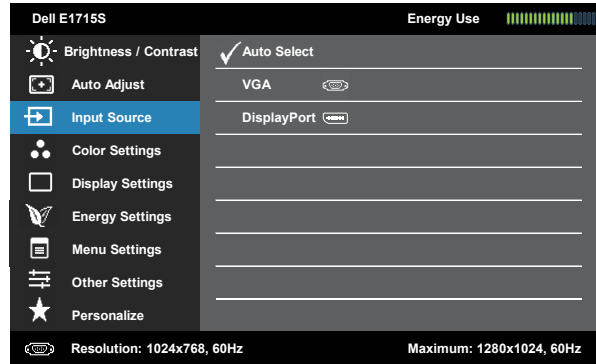 Dell E1715S Energy Use
Brightness / Contrast Auto Select
Auto Adjust VGA
Input Source DisplayPort
Color Settings
Display Settings
Energy Settings
Menu Settings
Other Settings
Personalize
Resolution: 1024x768, 60Hz Maximum: 1280x1024, 60Hz